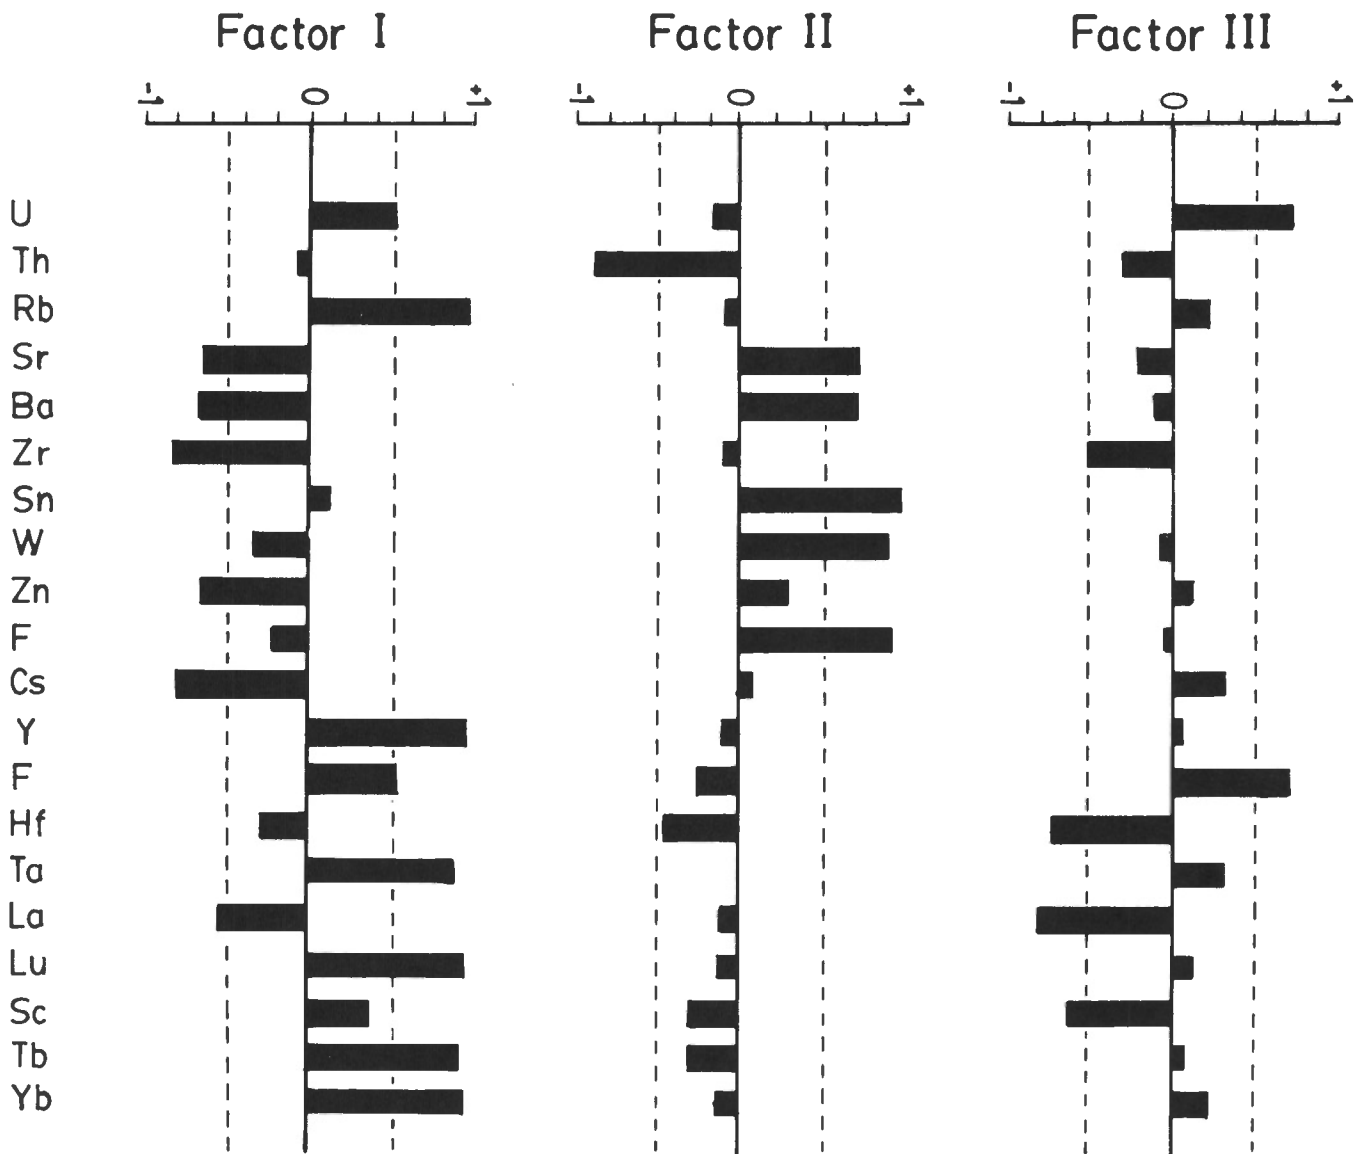 Factor I Factor II Factor III
-1 0 +1 -1 0 +1 -1 0 +1
U
Th
Rb
Sr
Ba
Zr
Sn
W
Zn
F
Cs
Y
F
Hf
Ta
La
Lu
Sc
Tb
Yb